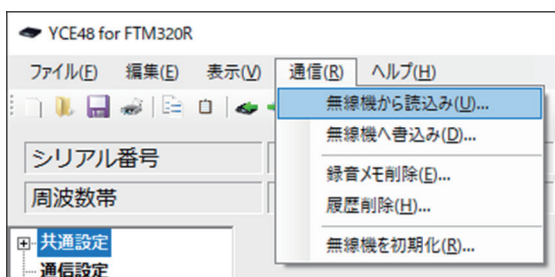 YCE48 for FTM320R
ファイル(F) 編集(E) 表示(V) 通信(R) ヘルプ(H)
無線機から読込み(U)...
無線機へ書込み(D)...
録音メモ削除(E)...
履歴削除(H)...
無線機を初期化(R)...
シリアル番号
周波数帯
共通設定
通信設定